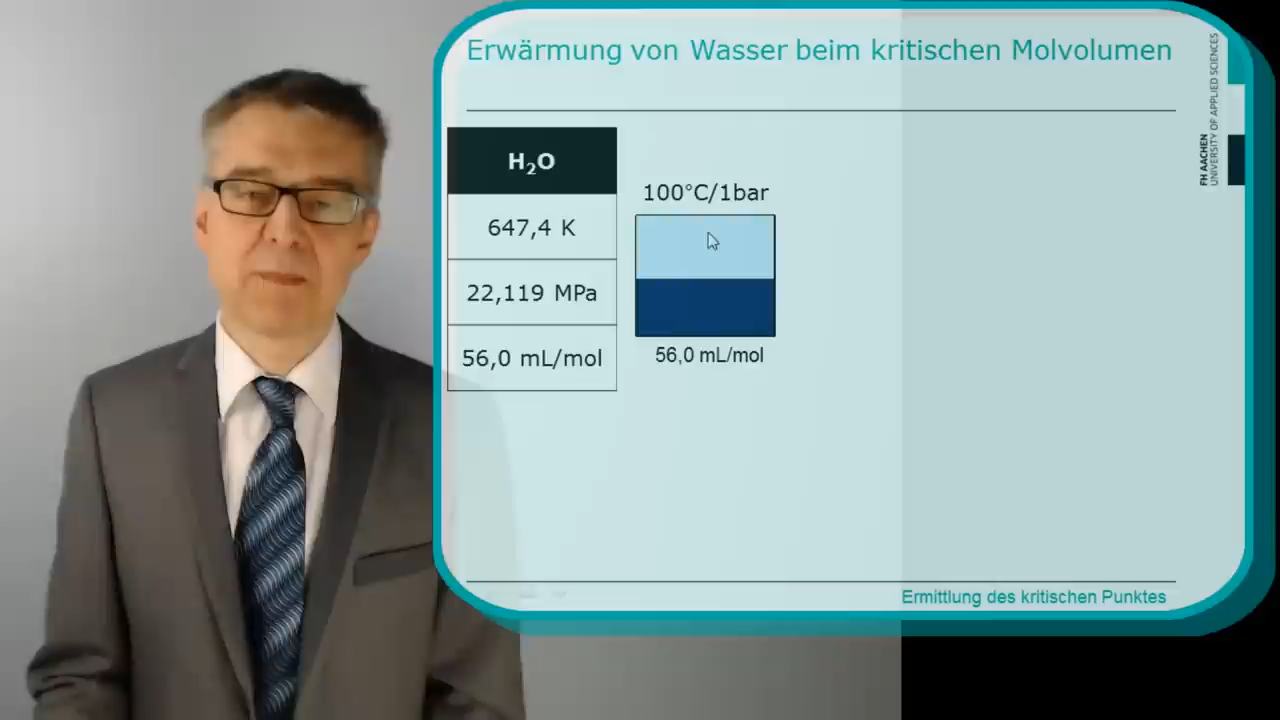 Erwärmung von Wasser beim kritischen Molvolumen
FH AACHEN
UNIVERSITY OF APPLIED SCIENCES
H₂O
647,4 K
22,119 MPa
56,0 mL/mol
100°C/1bar
56,0 mL/mol
Ermittlung des kritischen Punktes